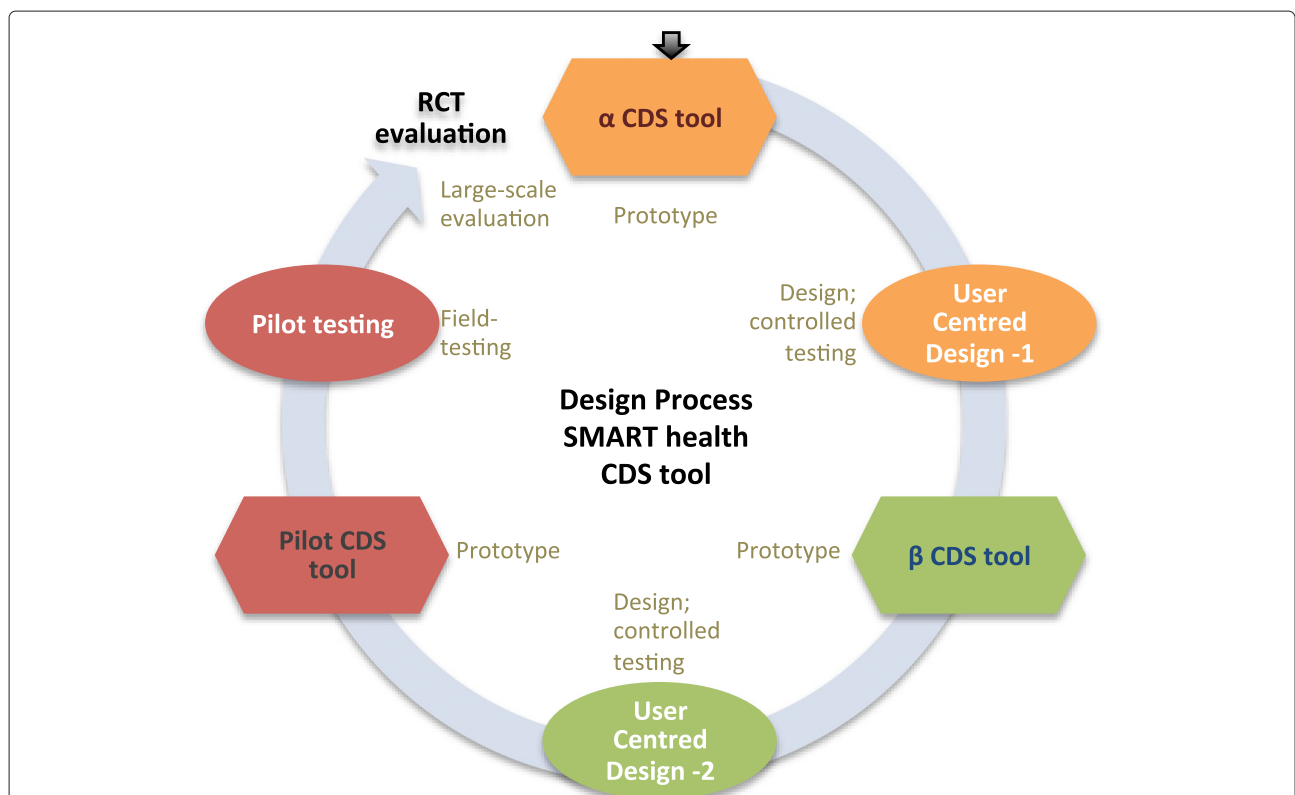 α CDS tool
RCT
evaluation
Large-scale
evaluation
Prototype
User
Centred
Design -1
Design;
controlled
testing
Pilot testing
Field-
testing
Design Process
SMART health
CDS tool
β CDS tool
Prototype
Pilot CDS
tool
Prototype
Design;
controlled
testing
User
Centred
Design -2